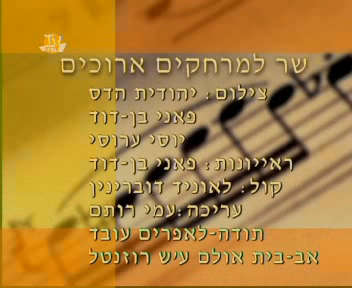 שר למרחקים ארוכים
צילום: יהודית הדס
פאני בן-דוד
יוסי ערוסי
ראיונות: פאני בן-דוד
קול: לאוניד דוברינין
עריכה: עמי רותם
תודה-לאפרים עובד
אב-בית אולם ע״ש רוזנטל